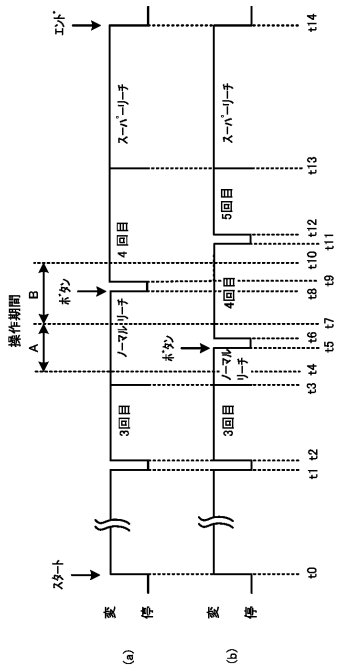 操作期間
A
B
スタート
ボタン
エンド
(a)
変
停
3回目
ノーマルリーチ
4回目
スーパーリーチ
ボタン
(b)
変
停
3回目
ノーマル
リーチ
4回目
5回目
スーパーリーチ
t0
t1
t2
t3
t4
t5
t6
t7
t8
t9
t10
t11
t12
t13
t14